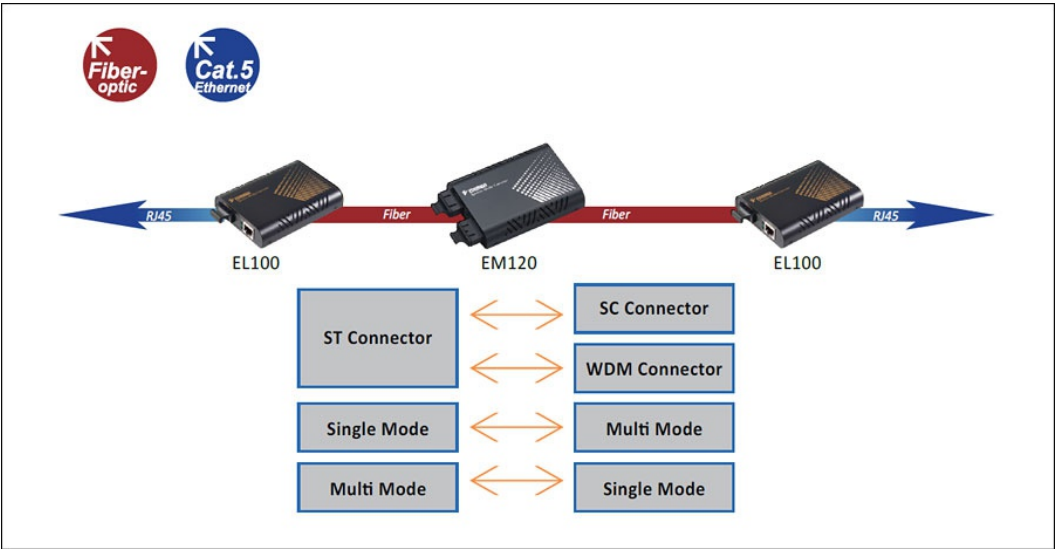 Fiber-
optic
Cat.5
Ethernet
RJ45
Fiber
Fiber
RJ45
EL100
EM120
EL100
ST Connector
SC Connector
WDM Connector
Single Mode
Multi Mode
Multi Mode
Single Mode